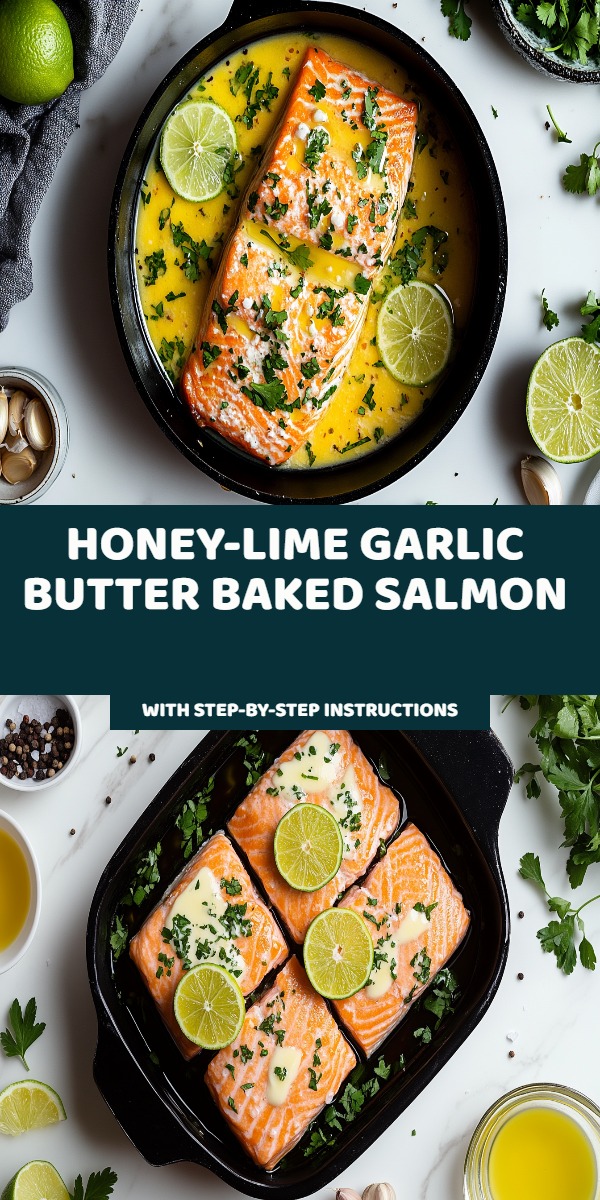 HONEY-LIME GARLIC
BUTTER BAKED SALMON
WITH STEP-BY-STEP INSTRUCTIONS